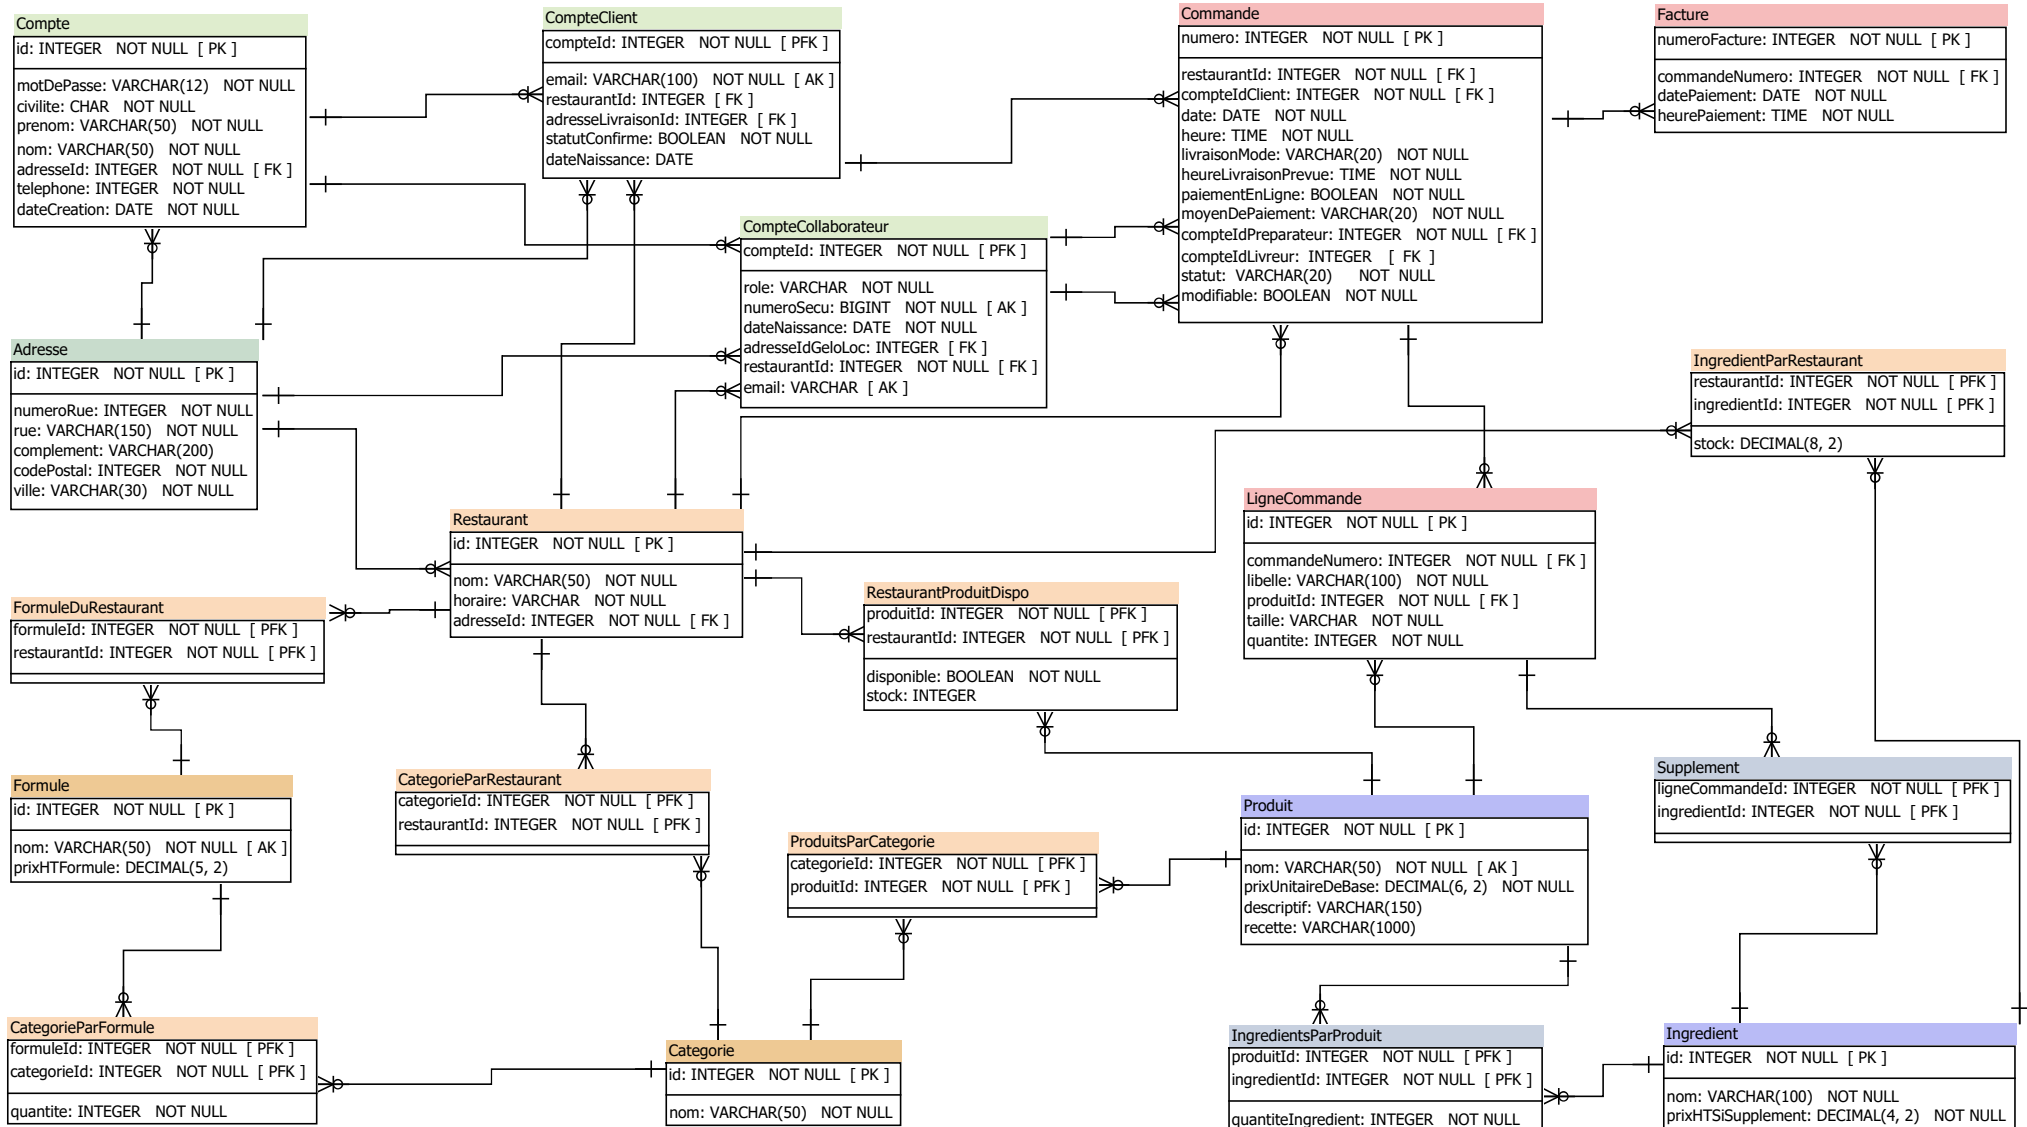 Compte
id: INTEGER NOT NULL [ PK ]
motDePasse: VARCHAR(12) NOT NULL
civilite: CHAR NOT NULL
prenom: VARCHAR(50) NOT NULL
nom: VARCHAR(50) NOT NULL
adresseId: INTEGER NOT NULL [ FK ]
telephone: INTEGER NOT NULL
dateCreation: DATE NOT NULL
CompteClient
compteId: INTEGER NOT NULL [ PFK ]
email: VARCHAR(100) NOT NULL [ AK ]
restaurantId: INTEGER [ FK ]
adresseLivraisonId: INTEGER [ FK ]
statutConfirme: BOOLEAN NOT NULL
dateNaissance: DATE
Commande
numero: INTEGER NOT NULL [ PK ]
restaurantId: INTEGER NOT NULL [ FK ]
compteIdClient: INTEGER NOT NULL [ FK ]
date: DATE NOT NULL
heure: TIME NOT NULL
livraisonMode: VARCHAR(20) NOT NULL
heureLivraisonPrevue: TIME NOT NULL
paiementEnLigne: BOOLEAN NOT NULL
moyenDePaiement: VARCHAR(20) NOT NULL
compteIdPreparateur: INTEGER NOT NULL [ FK ]
compteIdLivreur: INTEGER [ FK ]
statut: VARCHAR(20) NOT NULL
modifiable: BOOLEAN NOT NULL
Facture
numeroFacture: INTEGER NOT NULL [ PK ]
commandeNumero: INTEGER NOT NULL [ FK ]
datePaiement: DATE NOT NULL
heurePaiement: TIME NOT NULL
CompteCollaborateur
compteId: INTEGER NOT NULL [ PFK ]
role: VARCHAR NOT NULL
numeroSecu: BIGINT NOT NULL [ AK ]
dateNaissance: DATE NOT NULL
adresseIdGeloLoc: INTEGER [ FK ]
restaurantId: INTEGER NOT NULL [ FK ]
email: VARCHAR [ AK ]
Adresse
id: INTEGER NOT NULL [ PK ]
numeroRue: INTEGER NOT NULL
rue: VARCHAR(150) NOT NULL
complement: VARCHAR(200)
codePostal: INTEGER NOT NULL
ville: VARCHAR(30) NOT NULL
IngredientParRestaurant
restaurantId: INTEGER NOT NULL [ PFK ]
ingredientId: INTEGER NOT NULL [ PFK ]
stock: DECIMAL(8, 2)
Restaurant
id: INTEGER NOT NULL [ PK ]
nom: VARCHAR(50) NOT NULL
horaire: VARCHAR NOT NULL
adresseId: INTEGER NOT NULL [ FK ]
LigneCommande
id: INTEGER NOT NULL [ PK ]
commandeNumero: INTEGER NOT NULL [ FK ]
libelle: VARCHAR(100) NOT NULL
produitId: INTEGER NOT NULL [ FK ]
taille: VARCHAR NOT NULL
quantite: INTEGER NOT NULL
FormuleDuRestaurant
formuleId: INTEGER NOT NULL [ PFK ]
restaurantId: INTEGER NOT NULL [ PFK ]
RestaurantProduitDispo
produitId: INTEGER NOT NULL [ PFK ]
restaurantId: INTEGER NOT NULL [ PFK ]
disponible: BOOLEAN NOT NULL
stock: INTEGER
Formule
id: INTEGER NOT NULL [ PK ]
nom: VARCHAR(50) NOT NULL [ AK ]
prixHTFormule: DECIMAL(5, 2)
CategorieParRestaurant
categorieId: INTEGER NOT NULL [ PFK ]
restaurantId: INTEGER NOT NULL [ PFK ]
ProduitsParCategorie
categorieId: INTEGER NOT NULL [ PFK ]
produitId: INTEGER NOT NULL [ PFK ]
Produit
id: INTEGER NOT NULL [ PK ]
nom: VARCHAR(50) NOT NULL [ AK ]
prixUnitaireDeBase: DECIMAL(6, 2) NOT NULL
descriptif: VARCHAR(150)
recette: VARCHAR(1000)
Supplement
ligneCommandeId: INTEGER NOT NULL [ PFK ]
ingredientId: INTEGER NOT NULL [ PFK ]
CategorieParFormule
formuleId: INTEGER NOT NULL [ PFK ]
categorieId: INTEGER NOT NULL [ PFK ]
quantite: INTEGER NOT NULL
Categorie
id: INTEGER NOT NULL [ PK ]
nom: VARCHAR(50) NOT NULL
IngredientsParProduit
produitId: INTEGER NOT NULL [ PFK ]
ingredientId: INTEGER NOT NULL [ PFK ]
quantiteIngredient: INTEGER NOT NULL
Ingredient
id: INTEGER NOT NULL [ PK ]
nom: VARCHAR(100) NOT NULL
prixHTSiSupplement: DECIMAL(4, 2) NOT NULL